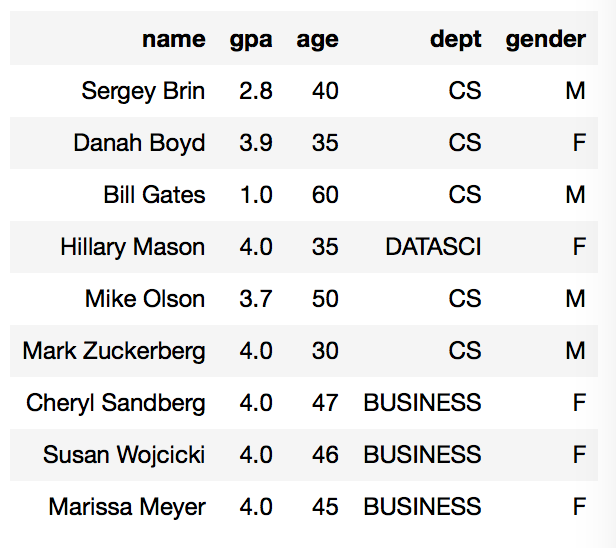 name gpa age dept gender
Sergey Brin 2.8 40 CS M
Danah Boyd 3.9 35 CS F
Bill Gates 1.0 60 CS M
Hillary Mason 4.0 35 DATASCI F
Mike Olson 3.7 50 CS M
Mark Zuckerberg 4.0 30 CS M
Cheryl Sandberg 4.0 47 BUSINESS F
Susan Wojcicki 4.0 46 BUSINESS F
Marissa Meyer 4.0 45 BUSINESS F